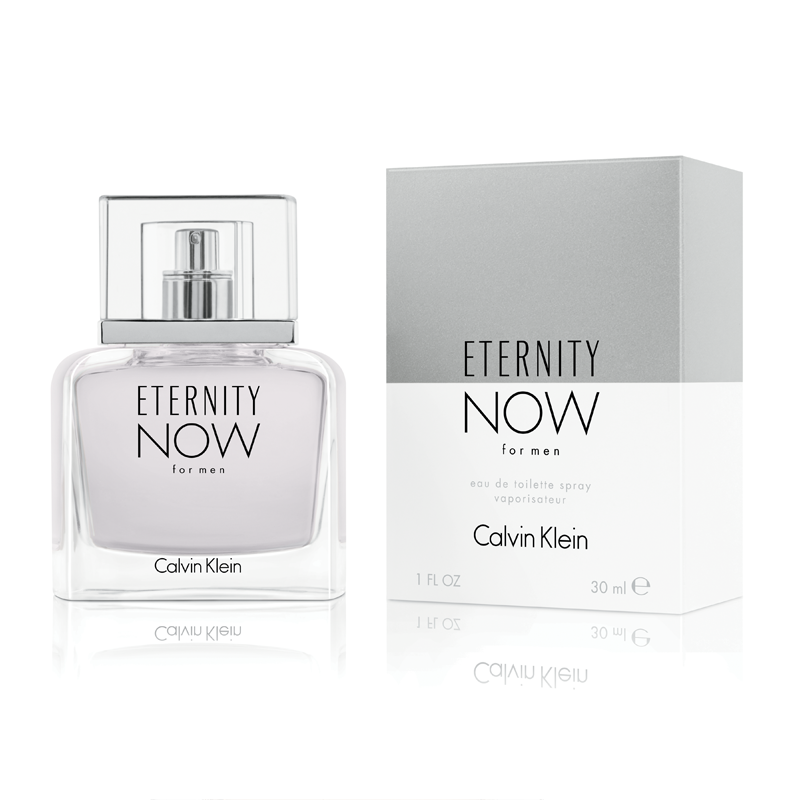 ETERNITY
NOW
for men
Calvin Klein
ETERNITY
NOW
for men
eau de toilette spray
vaporisateur
Calvin Klein
1 FL OZ
30 ml ℮